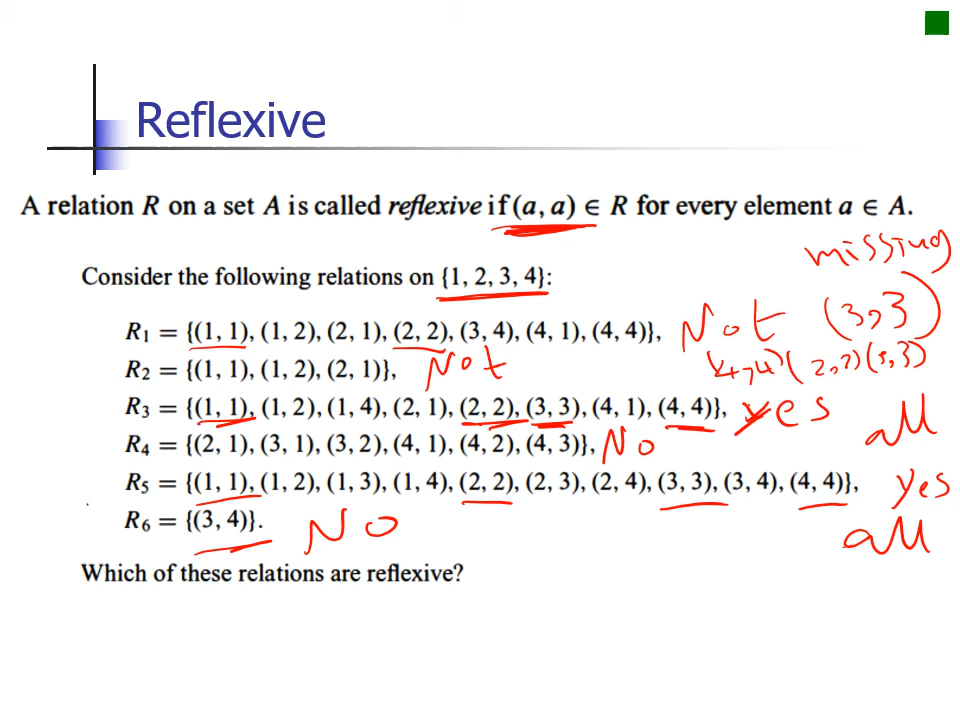 Reflexive
A relation R on a set A is called reflexive if (a, a) ∈ R for every element a ∈ A.
missing
Consider the following relations on {1, 2, 3, 4}:
R₁ = {(1, 1), (1, 2), (2, 1), (2, 2), (3, 4), (4, 1), (4, 4)}, Not (3,3)
R₂ = {(1, 1), (1, 2), (2, 1)}, Not (4,4) (2,2) (3,3)
R₃ = {(1, 1), (1, 2), (1, 4), (2, 1), (2, 2), (3, 3), (4, 1), (4, 4)}, yes all
R₄ = {(2, 1), (3, 1), (3, 2), (4, 1), (4, 2), (4, 3)}, No
R₅ = {(1, 1), (1, 2), (1, 3), (1, 4), (2, 2), (2, 3), (2, 4), (3, 3), (3, 4), (4, 4)}, yes all
R₆ = {(3, 4)}. NO
Which of these relations are reflexive?